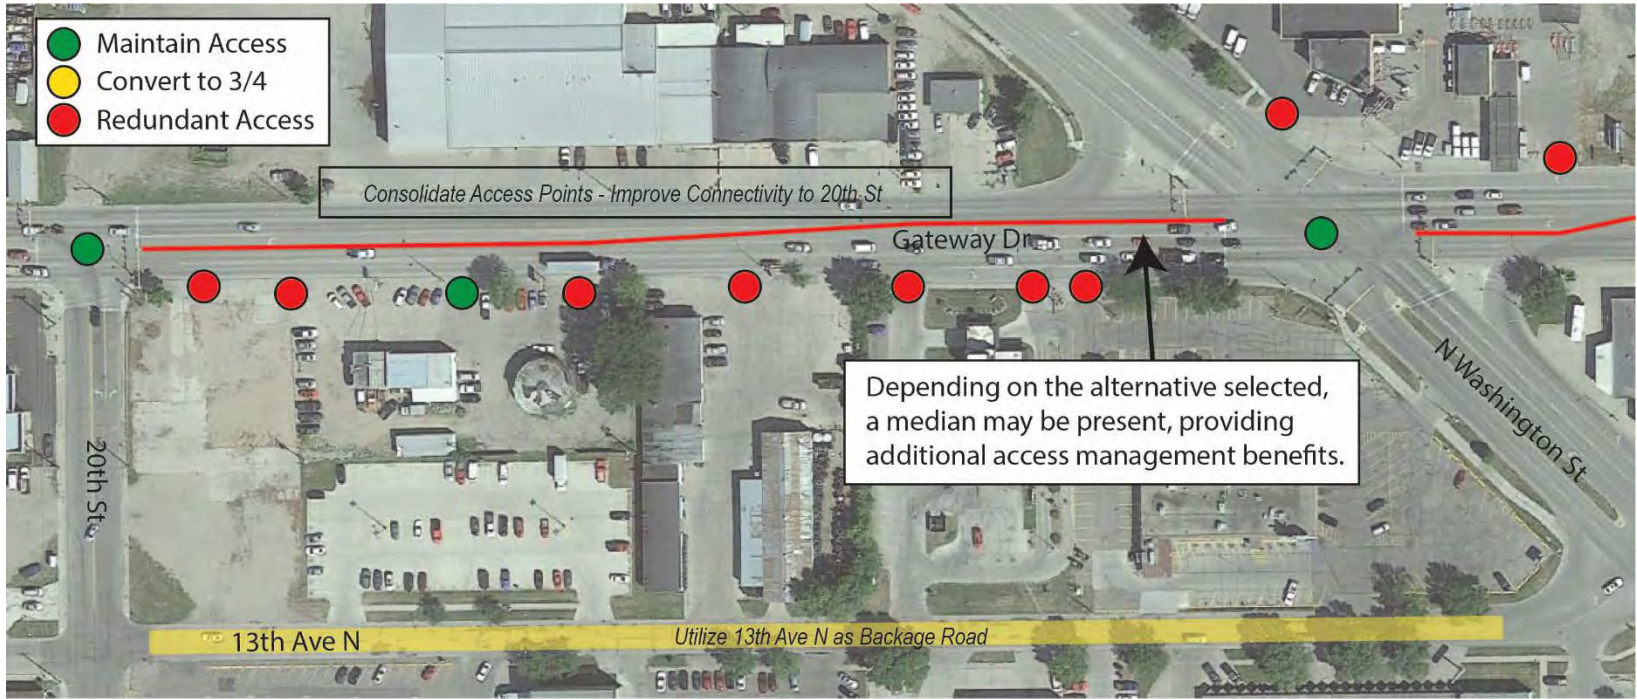 Maintain Access
Convert to 3/4
Redundant Access
Consolidate Access Points - Improve Connectivity to 20th St
Gateway Dr
Depending on the alternative selected,
a median may be present, providing
additional access management benefits.
N Washington St
20th St
13th Ave N
Utilize 13th Ave N as Backage Road